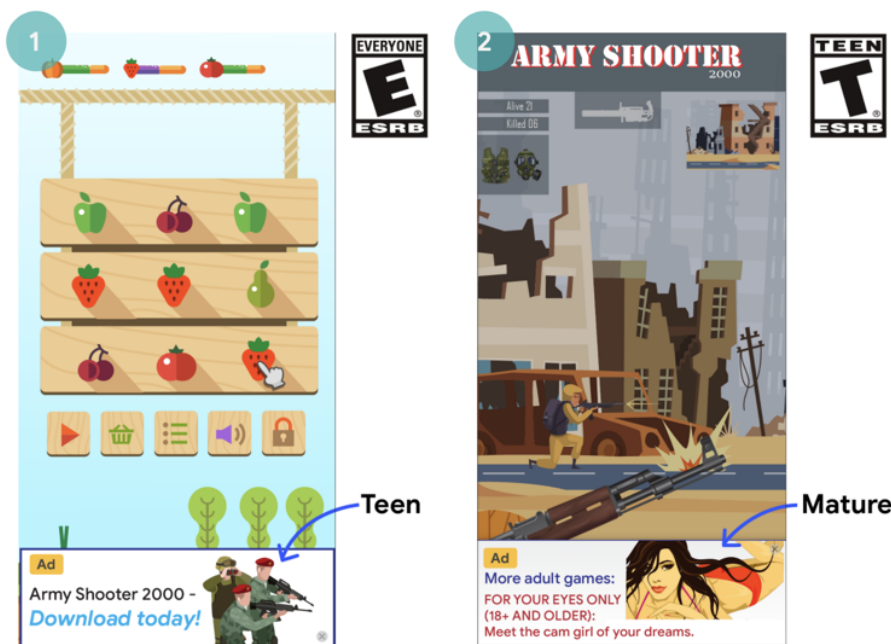 1
EVERYONE
E
®
ESRB
Teen
Ad
Army Shooter 2000 -
Download today!
2
ARMY SHOOTER
2000
TEEN
T
®
ESRB
Alive 21
Killed 06
Mature
Ad
More adult games:
FOR YOUR EYES ONLY
(18+ AND OLDER):
Meet the cam girl of your dreams.